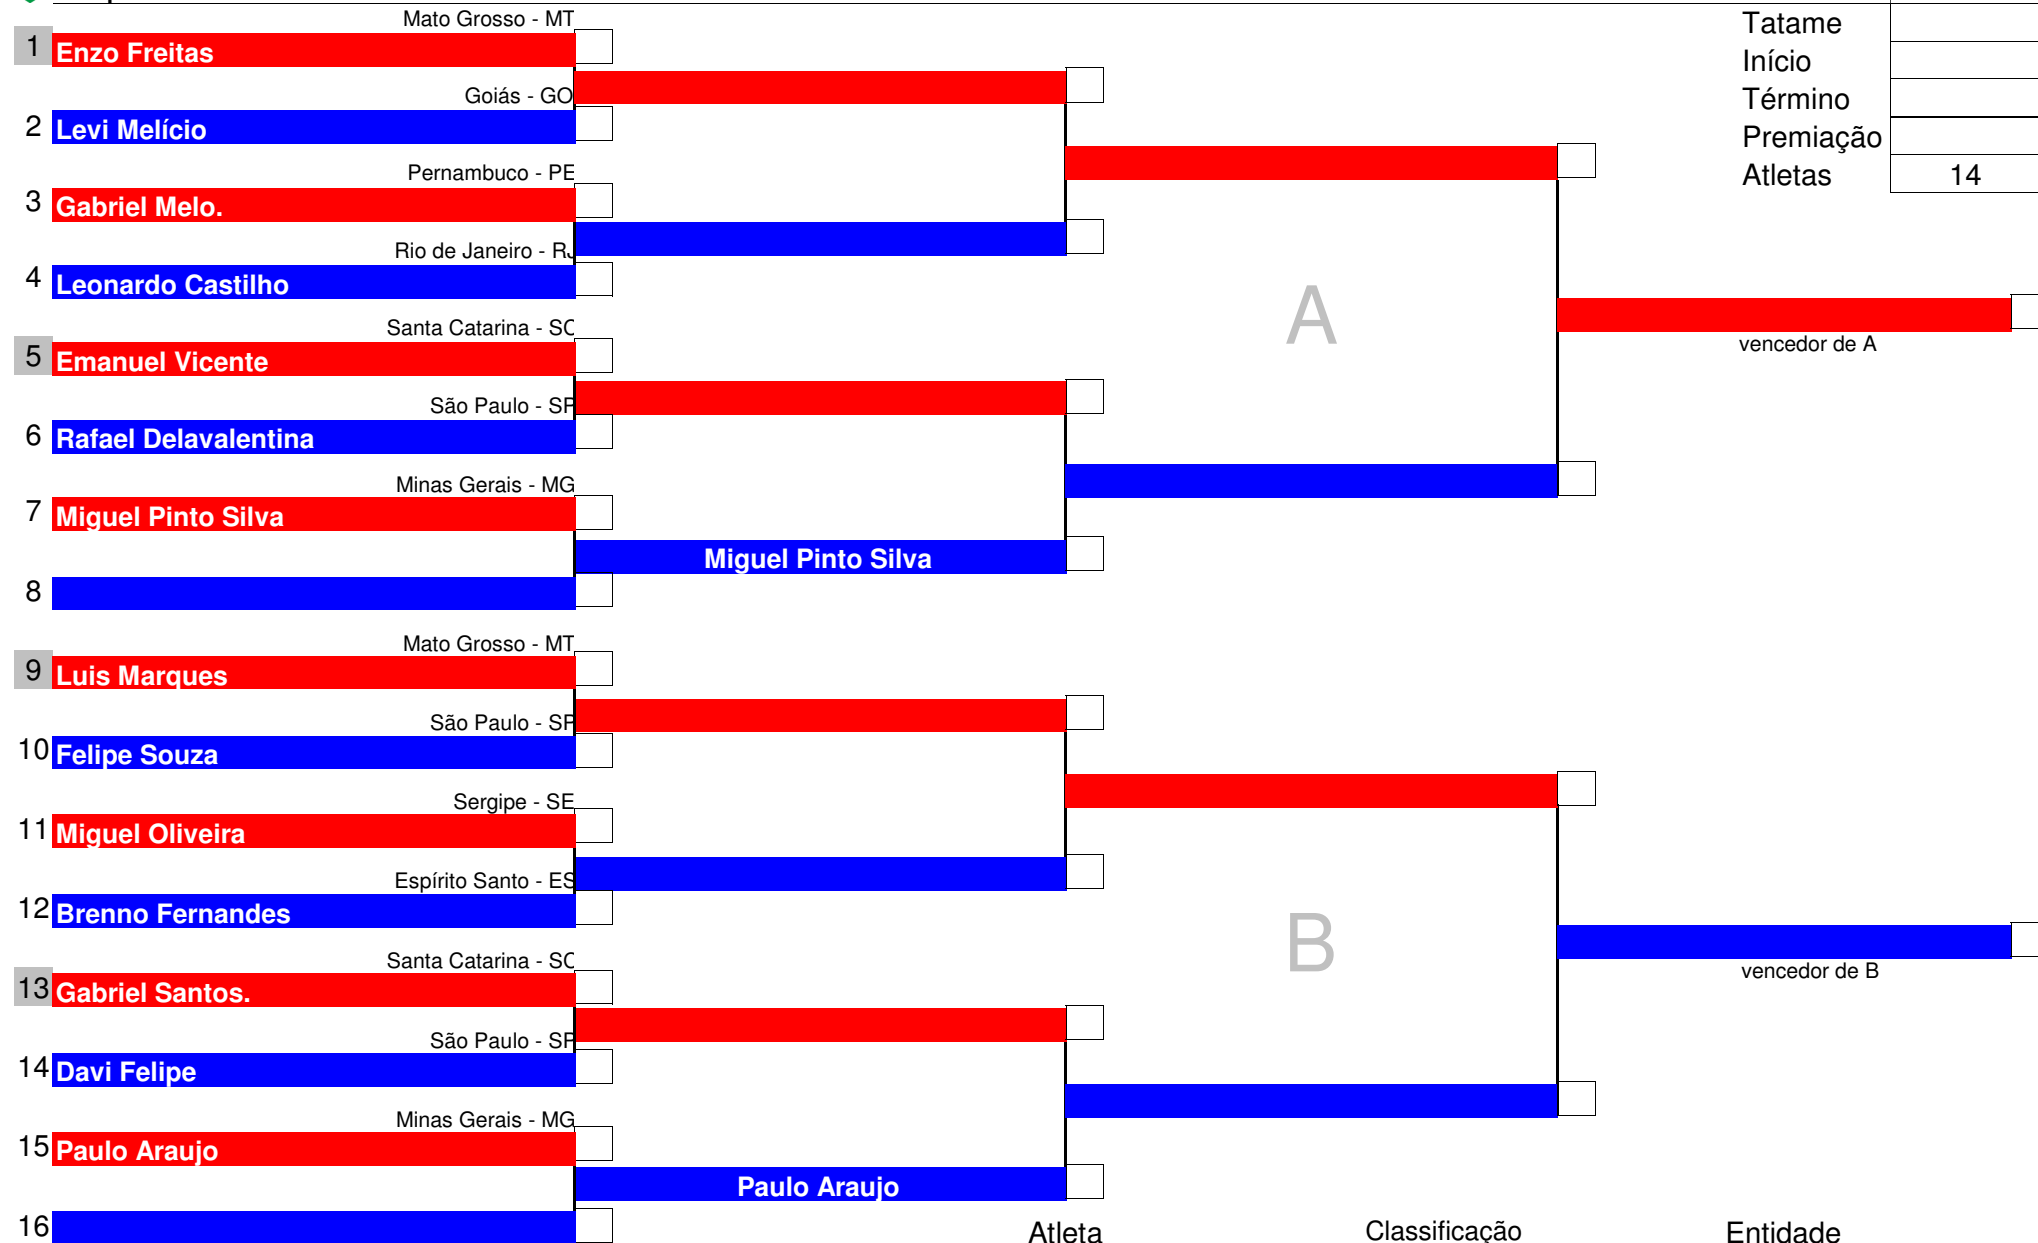 Mato Grosso - MT
1 Enzo Freitas
Goiás - GO
2 Levi Melício
Pernambuco - PE
3 Gabriel Melo.
Rio de Janeiro - RJ
4 Leonardo Castilho
Santa Catarina - SC
5 Emanuel Vicente
São Paulo - SP
6 Rafael Delavalentina
Minas Gerais - MG
7 Miguel Pinto Silva
Miguel Pinto Silva
8
Mato Grosso - MT
9 Luis Marques
São Paulo - SP
10 Felipe Souza
Sergipe - SE
11 Miguel Oliveira
Espírito Santo - ES
12 Brenno Fernandes
Santa Catarina - SC
13 Gabriel Santos.
São Paulo - SP
14 Davi Felipe
Minas Gerais - MG
15 Paulo Araujo
Paulo Araujo
16
A
vencedor de A
B
vencedor de B
Tatame
Início
Término
Premiação
Atletas 14
Atleta Classificação Entidade